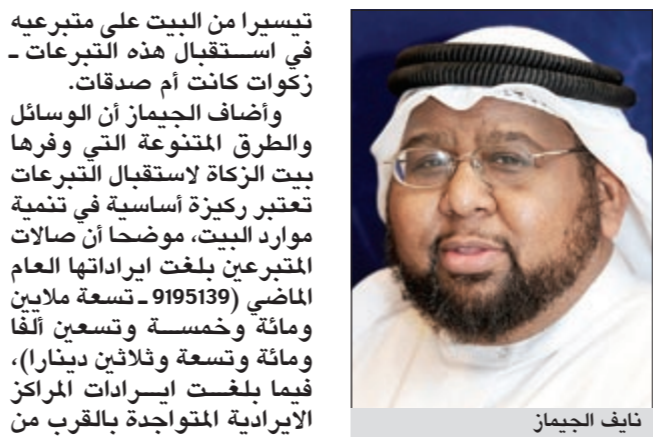 تيسيرا من البيت على متبرعيه
في استقبال هذه التبرعات ـ
زكوات كانت أم صدقات.
وأضاف الجيماز أن الوسائل
والطرق المتنوعة التي وفرها
بيت الزكاة لاستقبال التبرعات
تعتبر ركيزة أساسية في تنمية
موارد البيت، موضحا أن صالات
المتبرعين بلغت ايراداتها العام
الماضي (9195139 ـ تسعة ملايين
ومائة وخمسة وتسعين ألفا
ومائة وتسعة وثلاثين دينارا)،
فيما بلغت ايرادات المراكز
الايرادية المتواجدة بالقرب من
نايف الجيماز